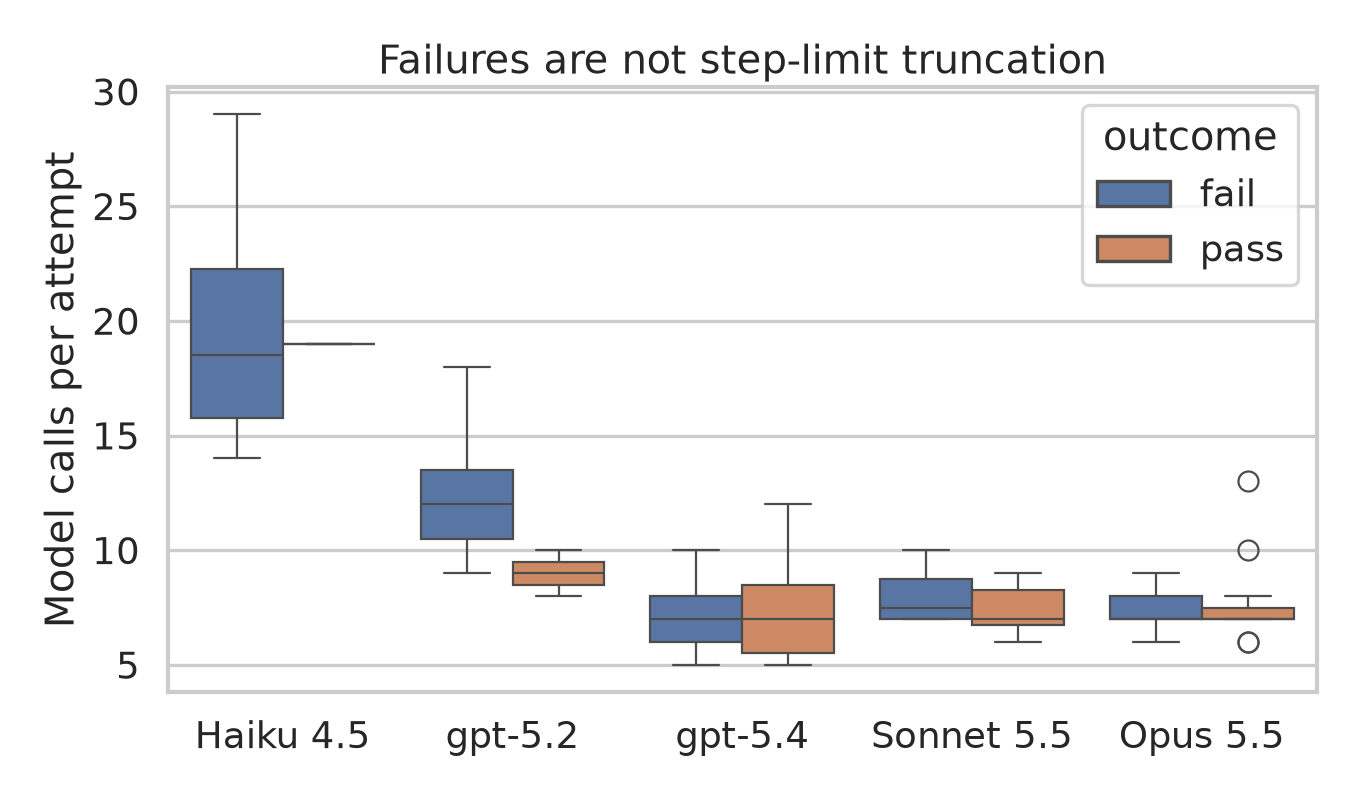 Failures are not step-limit truncation
Model calls per attempt
30
25
20
15
10
5
outcome
fail
pass
Haiku 4.5
gpt-5.2
gpt-5.4
Sonnet 5.5
Opus 5.5